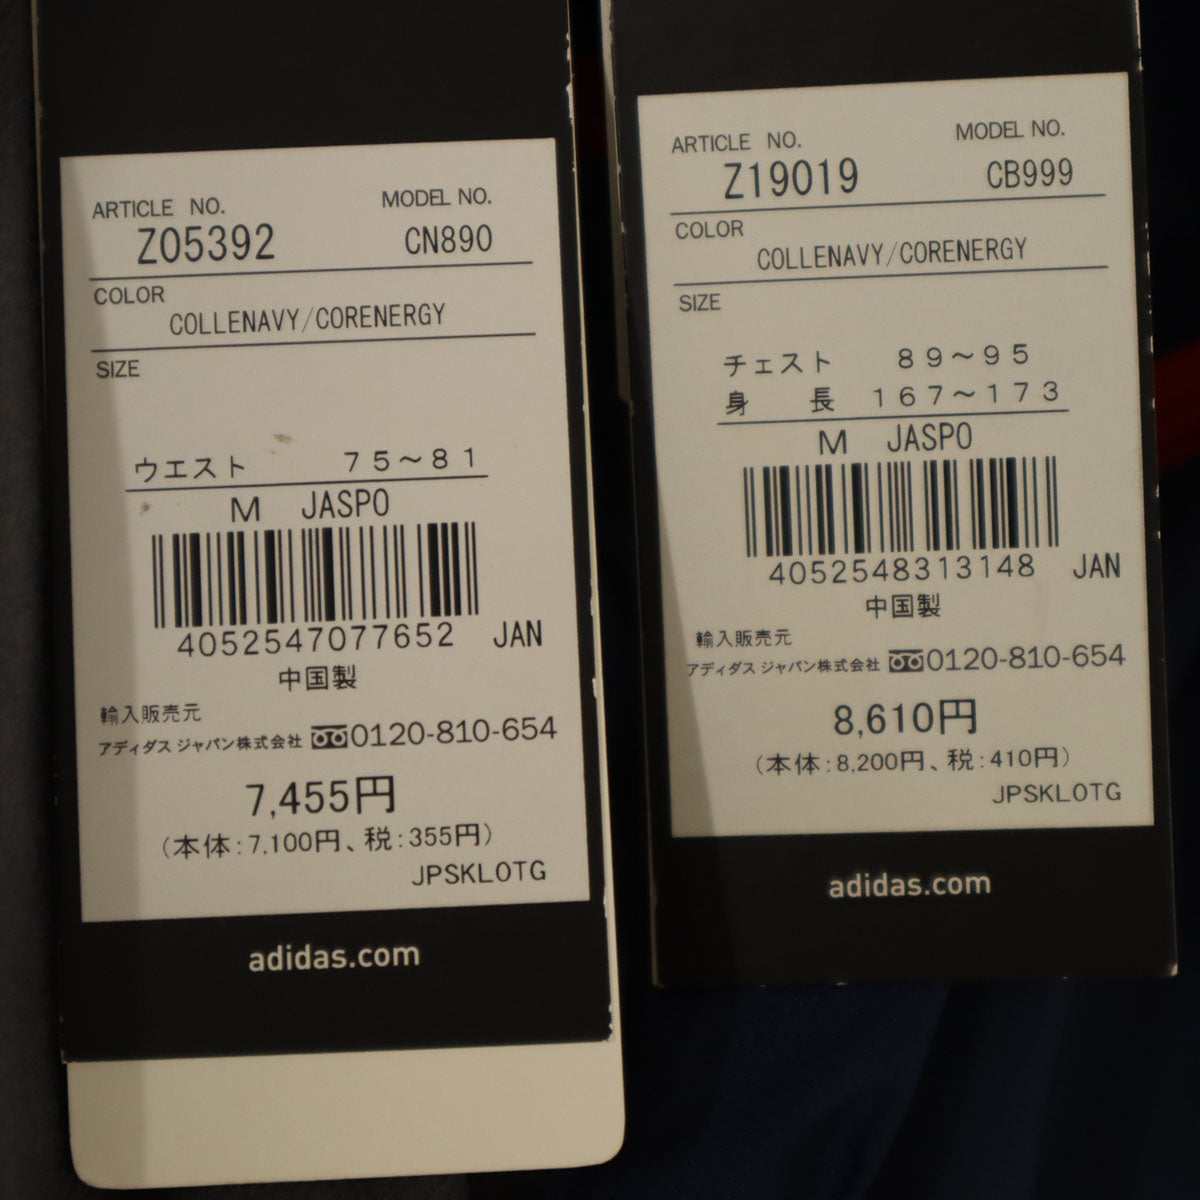 ARTICLE NO. MODEL NO.
Z05392 CN890
COLOR
COLLENAVY/CORENERGY
SIZE
ウエスト 75～81
M JASPO
4052547077652 JAN
中国製
輸入販売元
アディダス ジャパン株式会社 0120-810-654
7,455円
(本体:7,100円、税:355円)
JPSKLOTG
adidas.com
ARTICLE NO. MODEL NO.
Z19019 CB999
COLOR
COLLENAVY/CORENERGY
SIZE
チェスト 89～95
身長 167～173
M JASPO
4052548313148 JAN
中国製
輸入販売元
アディダス ジャパン株式会社 0120-810-654
8,610円
(本体:8,200円、税:410円)
JPSKLOTG
adidas.com